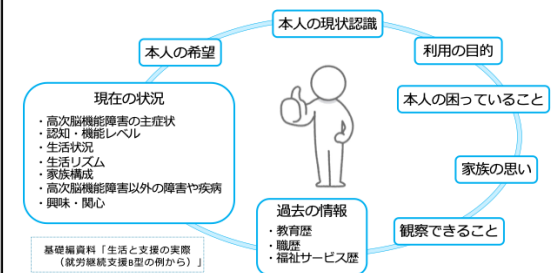 本人の現状認識
本人の希望
利用の目的
現在の状況
・高次脳機能障害の主症状
・認知・機能レベル
・生活状況
・生活リズム
・家族構成
・高次脳機能障害以外の障害や疾病
・興味・関心
本人の困っていること
家族の思い
過去の情報
・教育歴
・職歴
・福祉サービス歴
観察できること
基礎編資料「生活と支援の実際
(就労継続支援B型の例から)」